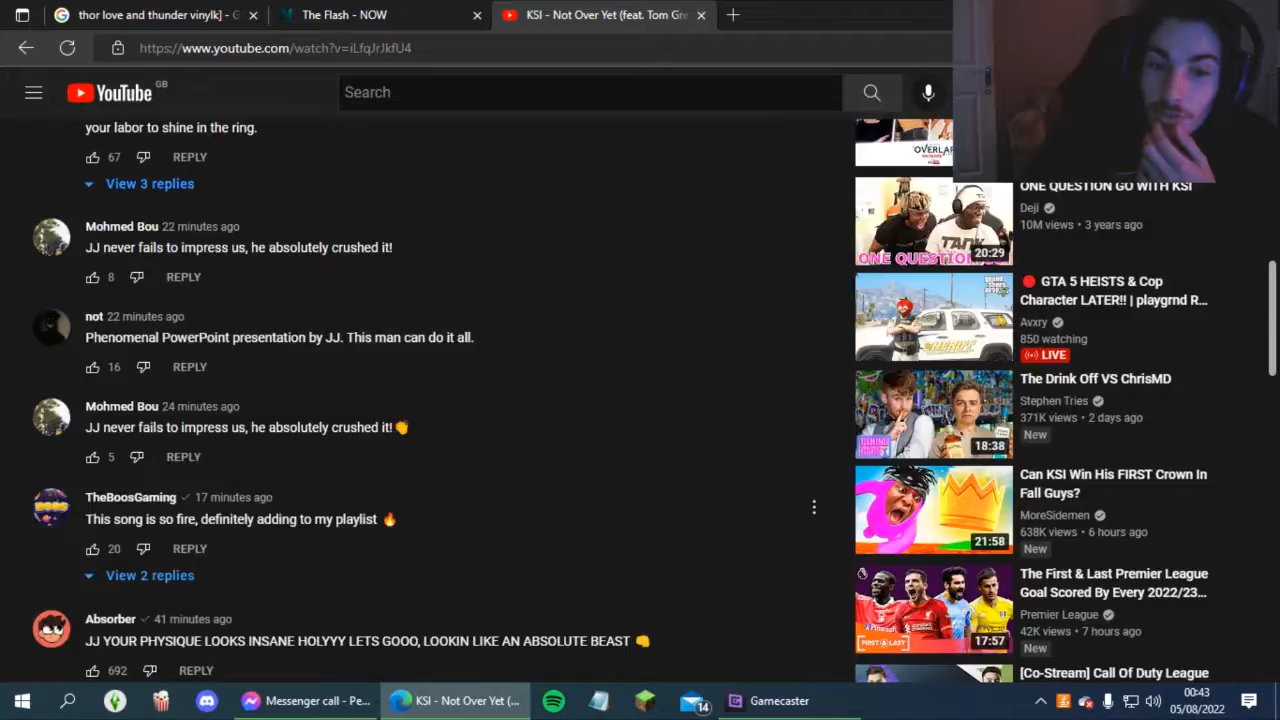 thor love and thunder vinylk] - G
The Flash - NOW
KSI - Not Over Yet (feat. Tom Gre
https://www.youtube.com/watch?v=iLfqJrJkfU4
YouTube GB
Search
your labor to shine in the ring.
67 REPLY
View 3 replies
Mohmed Bou 22 minutes ago
JJ never fails to impress us, he absolutely crushed it!
8 REPLY
not 22 minutes ago
Phenomenal Powerpoint presentation by JJ. This man can do it all.
16 REPLY
Mohmed Bou 24 minutes ago
JJ never fails to impress us, he absolutely crushed it! 👏
5 REPLY
TheBoosGaming 17 minutes ago
This song is so fire, definitely adding to my playlist 🔥
20 REPLY
View 2 replies
Absorber 41 minutes ago
JJ YOUR PHYSIQUE IS INSANE! HOLYYY LETS GOOO, LOOKIN LIKE AN ABSOLUTE BEAST 👊
692 REPLY
OVERLAP
ONE QUESTION GO WITH KSI
Deji
10M views • 3 years ago
TANK
ONE QUESTION
20:29
🔴 GTA 5 HEISTS & Cop
Character LATER!! | playgrnd R...
Avxry
850 watching
LIVE
SHERIFF
The Drink Off VS ChrisMD
Stephen Tries
371K views • 2 days ago
New
18:38
Can KSI Win His FIRST Crown In
Fall Guys?
MoreSidemen
638K views • 6 hours ago
New
21:58
The First & Last Premier League
Goal Scored By Every 2022/23...
Premier League
42K views • 7 hours ago
New
FIRST & LAST
17:57
[Co-Stream] Call Of Duty League
Messenger call - Pe...
KSI - Not Over Yet (...
14
Gamecaster
00:43
05/08/2022